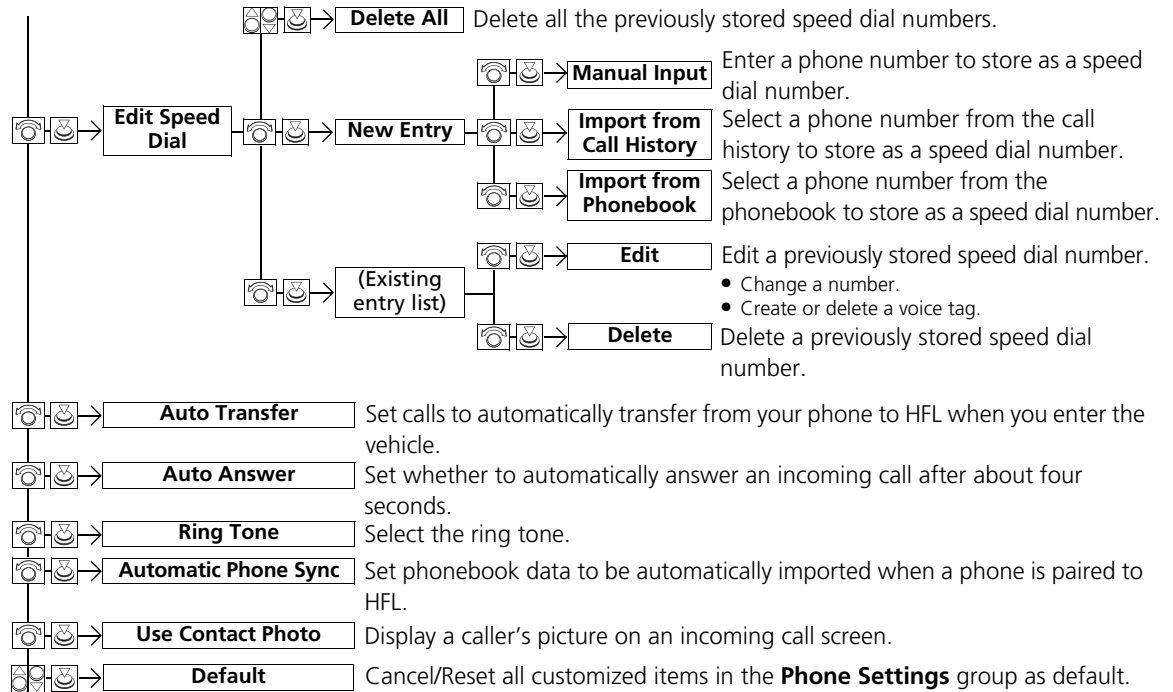 Delete All Delete all the previously stored speed dial numbers.
Edit Speed
Dial
New Entry
Manual Input
Enter a phone number to store as a speed
dial number.
Import from
Call History
Select a phone number from the call
history to store as a speed dial number.
Import from
Phonebook
Select a phone number from the
phonebook to store as a speed dial number.
(Existing
entry list)
Edit
Edit a previously stored speed dial number.
• Change a number.
• Create or delete a voice tag.
Delete
Delete a previously stored speed dial
number.
Auto Transfer
Set calls to automatically transfer from your phone to HFL when you enter the
vehicle.
Auto Answer
Set whether to automatically answer an incoming call after about four
seconds.
Ring Tone
Select the ring tone.
Automatic Phone Sync
Set phonebook data to be automatically imported when a phone is paired to
HFL.
Use Contact Photo
Display a caller's picture on an incoming call screen.
Default
Cancel/Reset all customized items in the Phone Settings group as default.